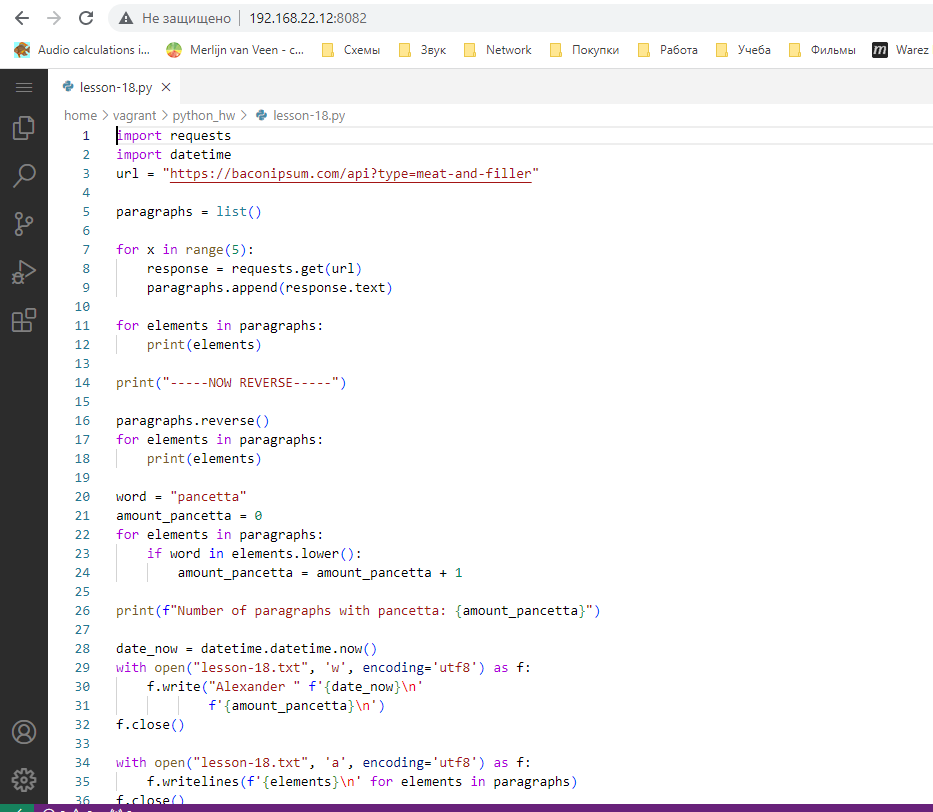 Не защищено 192.168.22.12:8082
Audio calculations i... Merlijn van Veen - c... Схемы Звук Network Покупки Работа Учеба Фильмы m Warez
lesson-18.py
home > vagrant > python_hw > lesson-18.py
1 import requests
2 import datetime
3 url = "https://baconipsum.com/api?type=meat-and-filler"
4
5 paragraphs = list()
6
7 for x in range(5):
8     response = requests.get(url)
9     paragraphs.append(response.text)
10
11 for elements in paragraphs:
12     print(elements)
13
14 print("-----NOW REVERSE-----")
15
16 paragraphs.reverse()
17 for elements in paragraphs:
18     print(elements)
19
20 word = "pancetta"
21 amount_pancetta = 0
22 for elements in paragraphs:
23     if word in elements.lower():
24         amount_pancetta = amount_pancetta + 1
25
26 print(f"Number of paragraphs with pancetta: {amount_pancetta}")
27
28 date_now = datetime.datetime.now()
29 with open("lesson-18.txt", 'w', encoding='utf8') as f:
30     f.write("Alexander " f'{date_now}\n'
31             f'{amount_pancetta}\n')
32 f.close()
33
34 with open("lesson-18.txt", 'a', encoding='utf8') as f:
35     f.writelines(f'{elements}\n' for elements in paragraphs)
36 f.close()